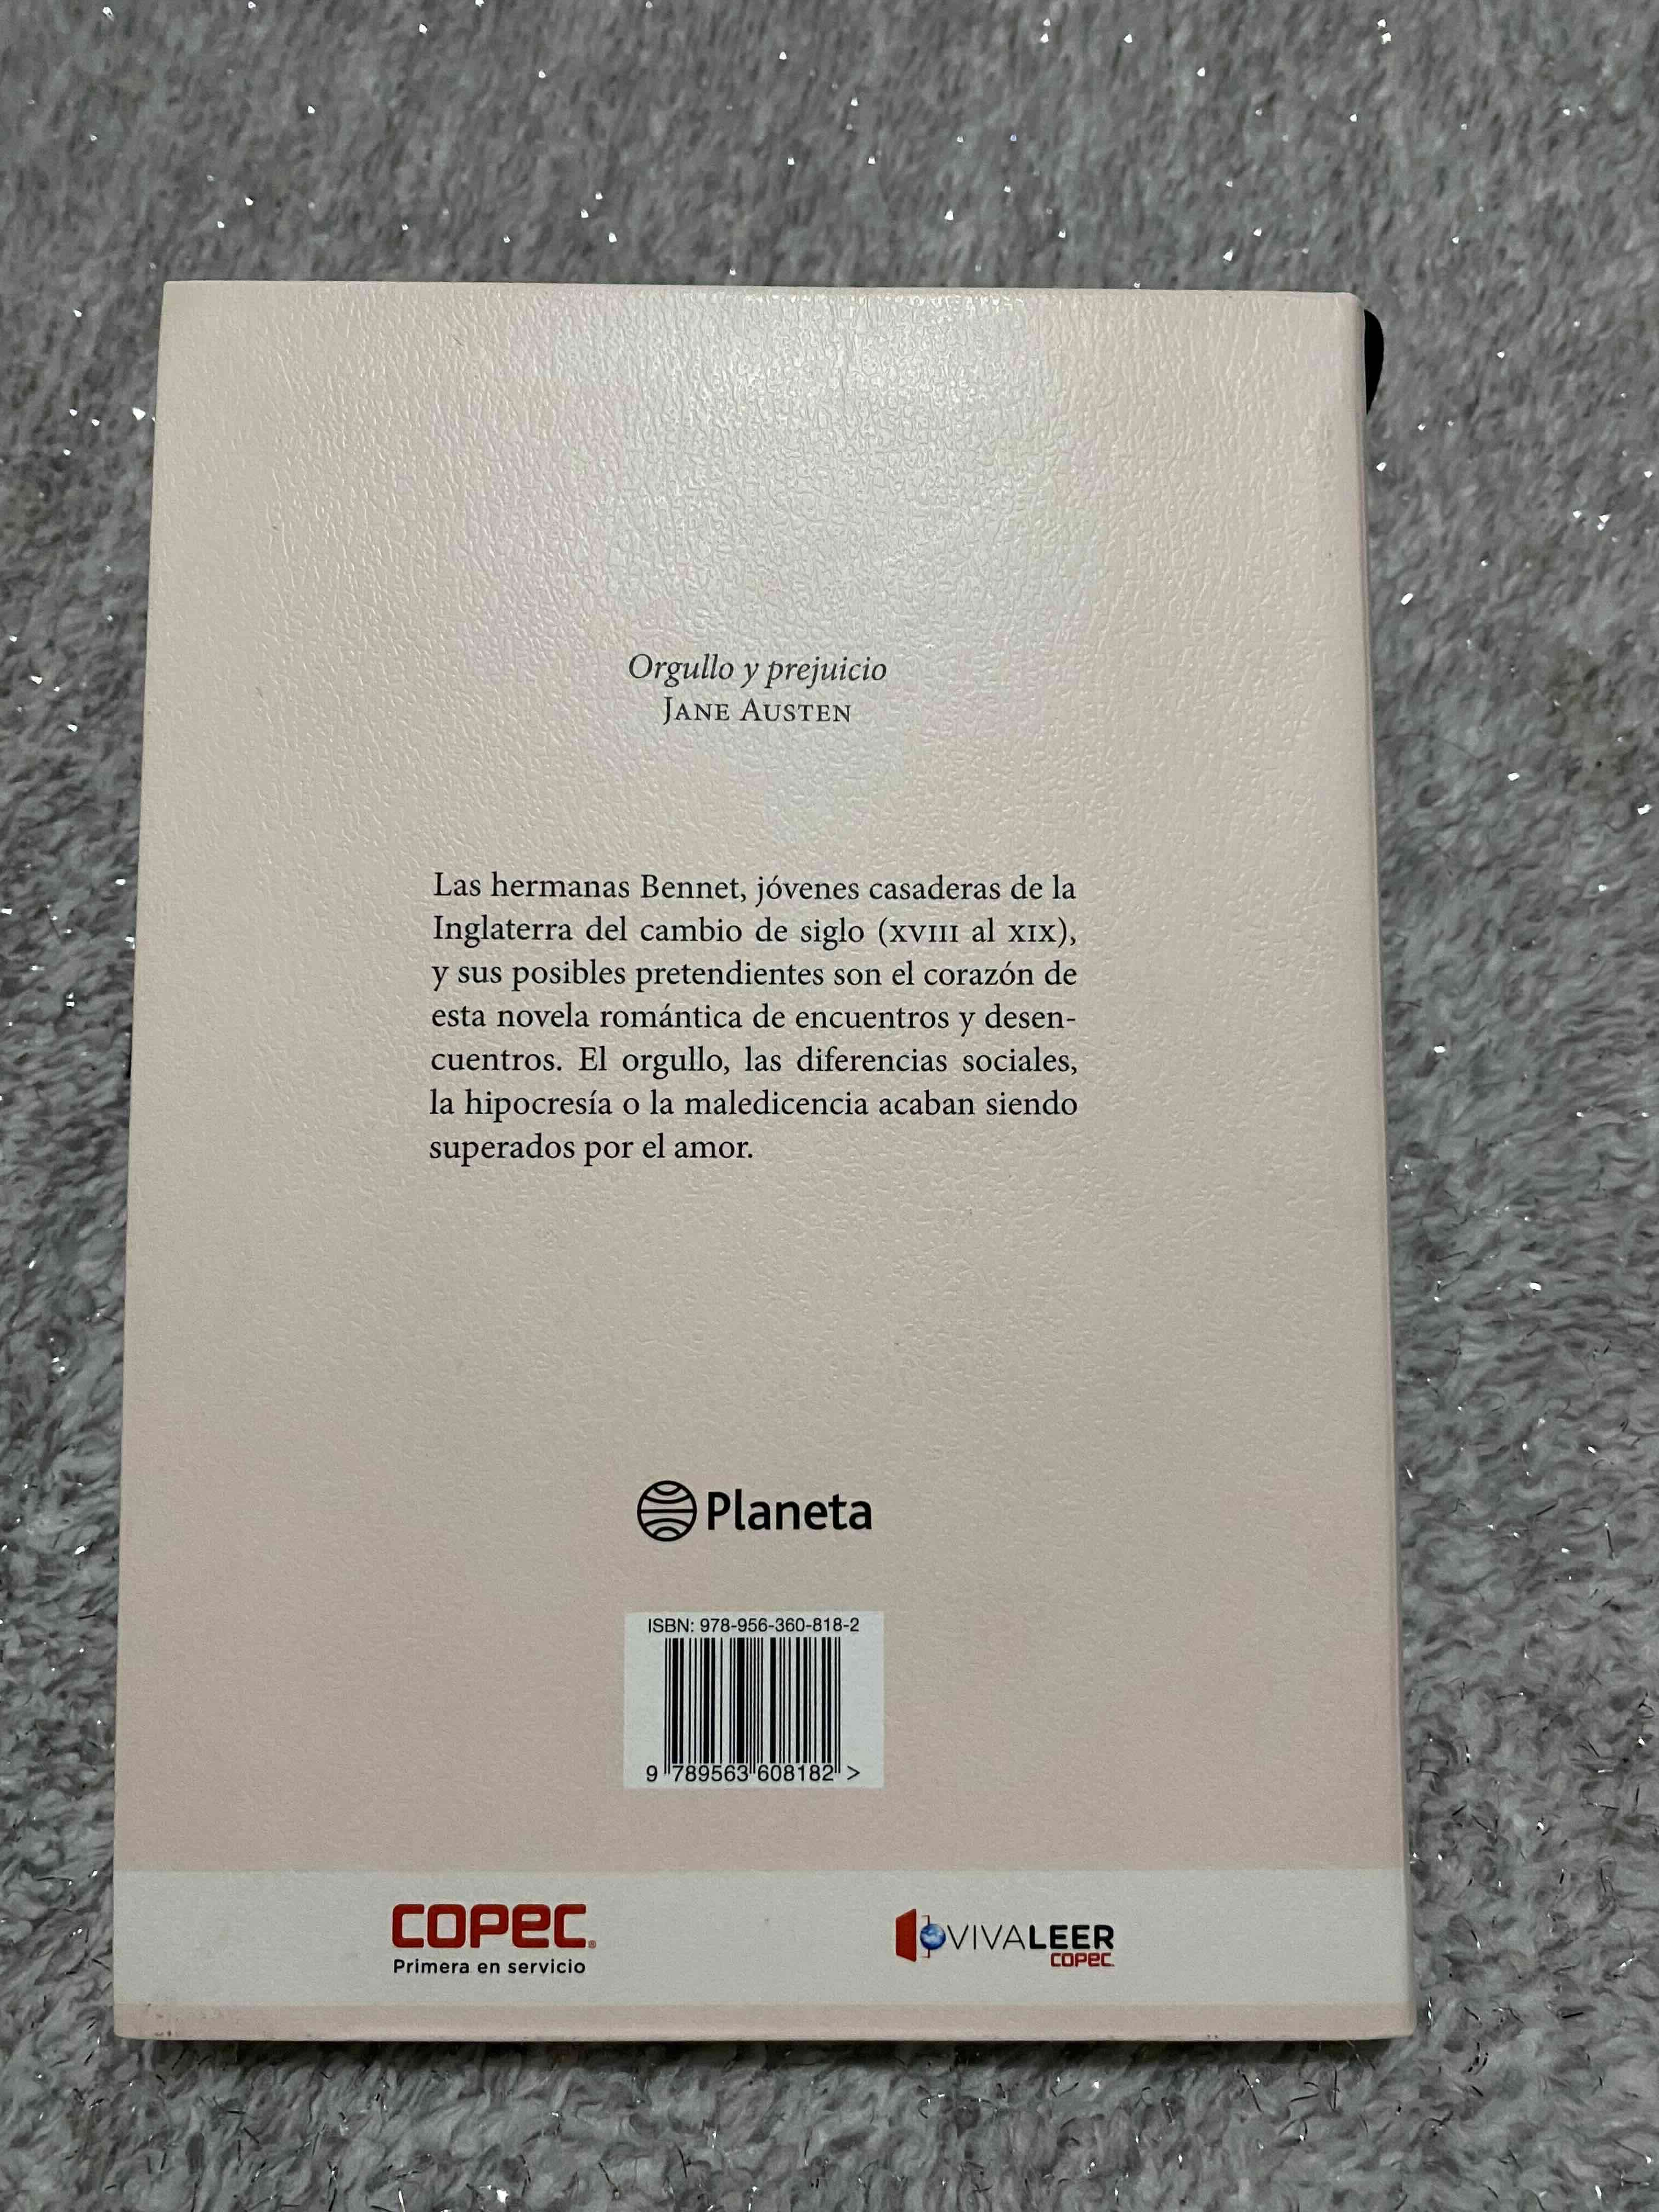 Orgullo y prejuicio
JANE AUSTEN
Las hermanas Bennet, jóvenes casaderas de la
Inglaterra del cambio de siglo (XVIII al XIX),
y sus posibles pretendientes son el corazón de
esta novela romántica de encuentros y desen-
cuentros. El orgullo, las diferencias sociales,
la hipocresía o la maledicencia acaban siendo
superados por el amor.
Planeta
ISBN: 978-956-360-818-2
9 789563 608182 >
COPEC®
Primera en servicio
VIVALEER
COPEC